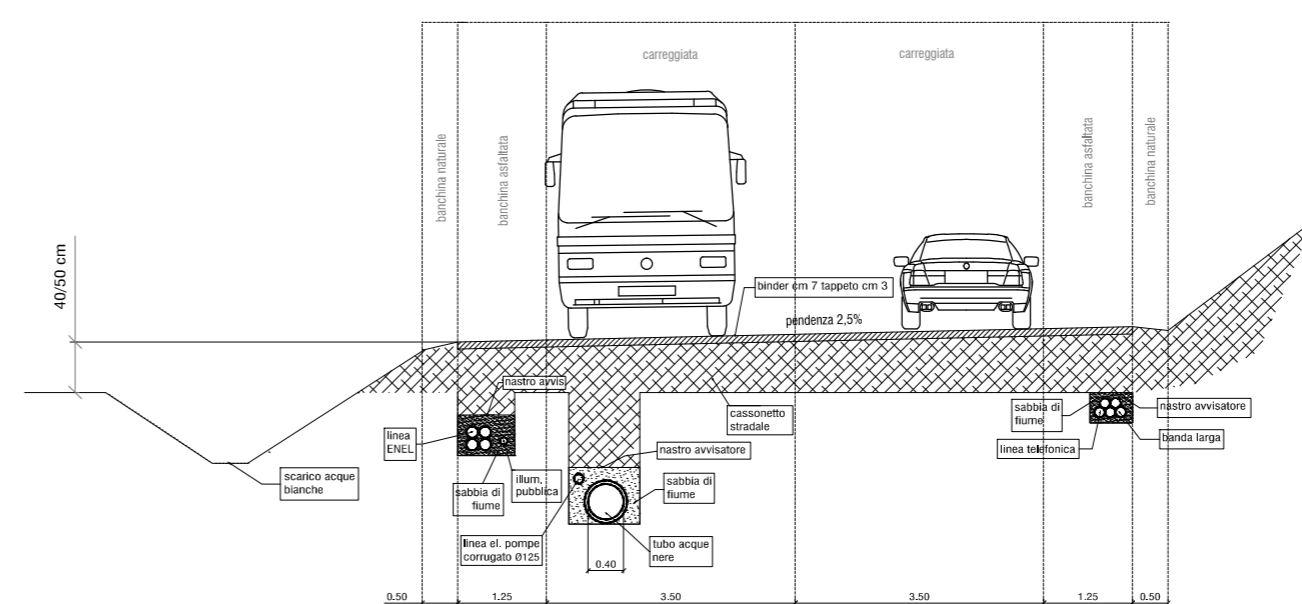 carreggiata
carreggiata
banchina naturale
banchina asfaltata
banchina asfaltata
banchina naturale
40/50 cm
binder cm 7 tappeto cm 3
pendenza 2,5%
nastro avvis
cassonetto
stradale
linea
ENEL
sabbia di
fiume
nastro avvisatore
linea telefonica
banda larga
nastro avvisatore
scarico acque
bianche
sabbia di
fiume
illum,
pubblica
sabbia di
fiume
linea el. pompe
corrugato Ø125
tubo acque
nere
0.40
0.50
1.25
3.50
3.50
1.25
0.50